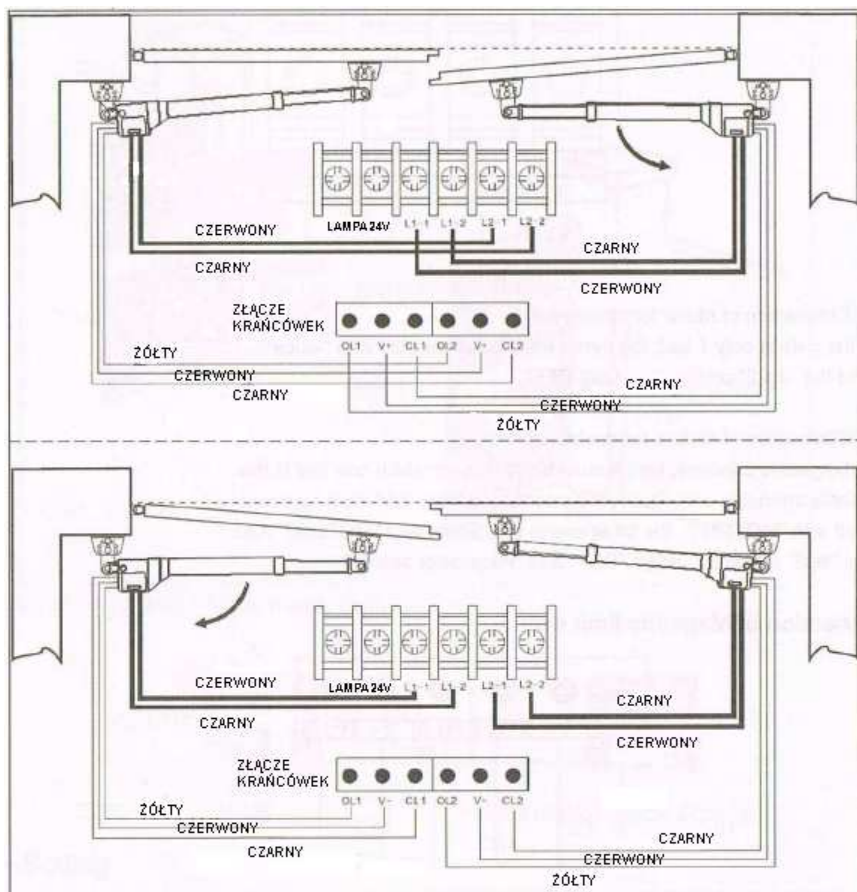 CZERWONY
LAMPA 24V L1-1 L1-2 L2-1 L2-2
CZARNY
CZARNY
CZERWONY
ZŁĄCZE
KRAŃCÓWEK
OL1 V+ CL1 OL2 V+ CL2
ŻÓŁTY
CZERWONY
CZARNY
CZARNY
CZERWONY
ŻÓŁTY
CZERWONY
LAMPA 24V L1-1 L1-2 L2-1 L2-2
CZARNY
CZARNY
CZERWONY
ZŁĄCZE
KRAŃCÓWEK
OL1 V- CL1 OL2 V- CL2
ŻÓŁTY
CZERWONY
CZARNY
CZARNY
CZERWONY
ŻÓŁTY